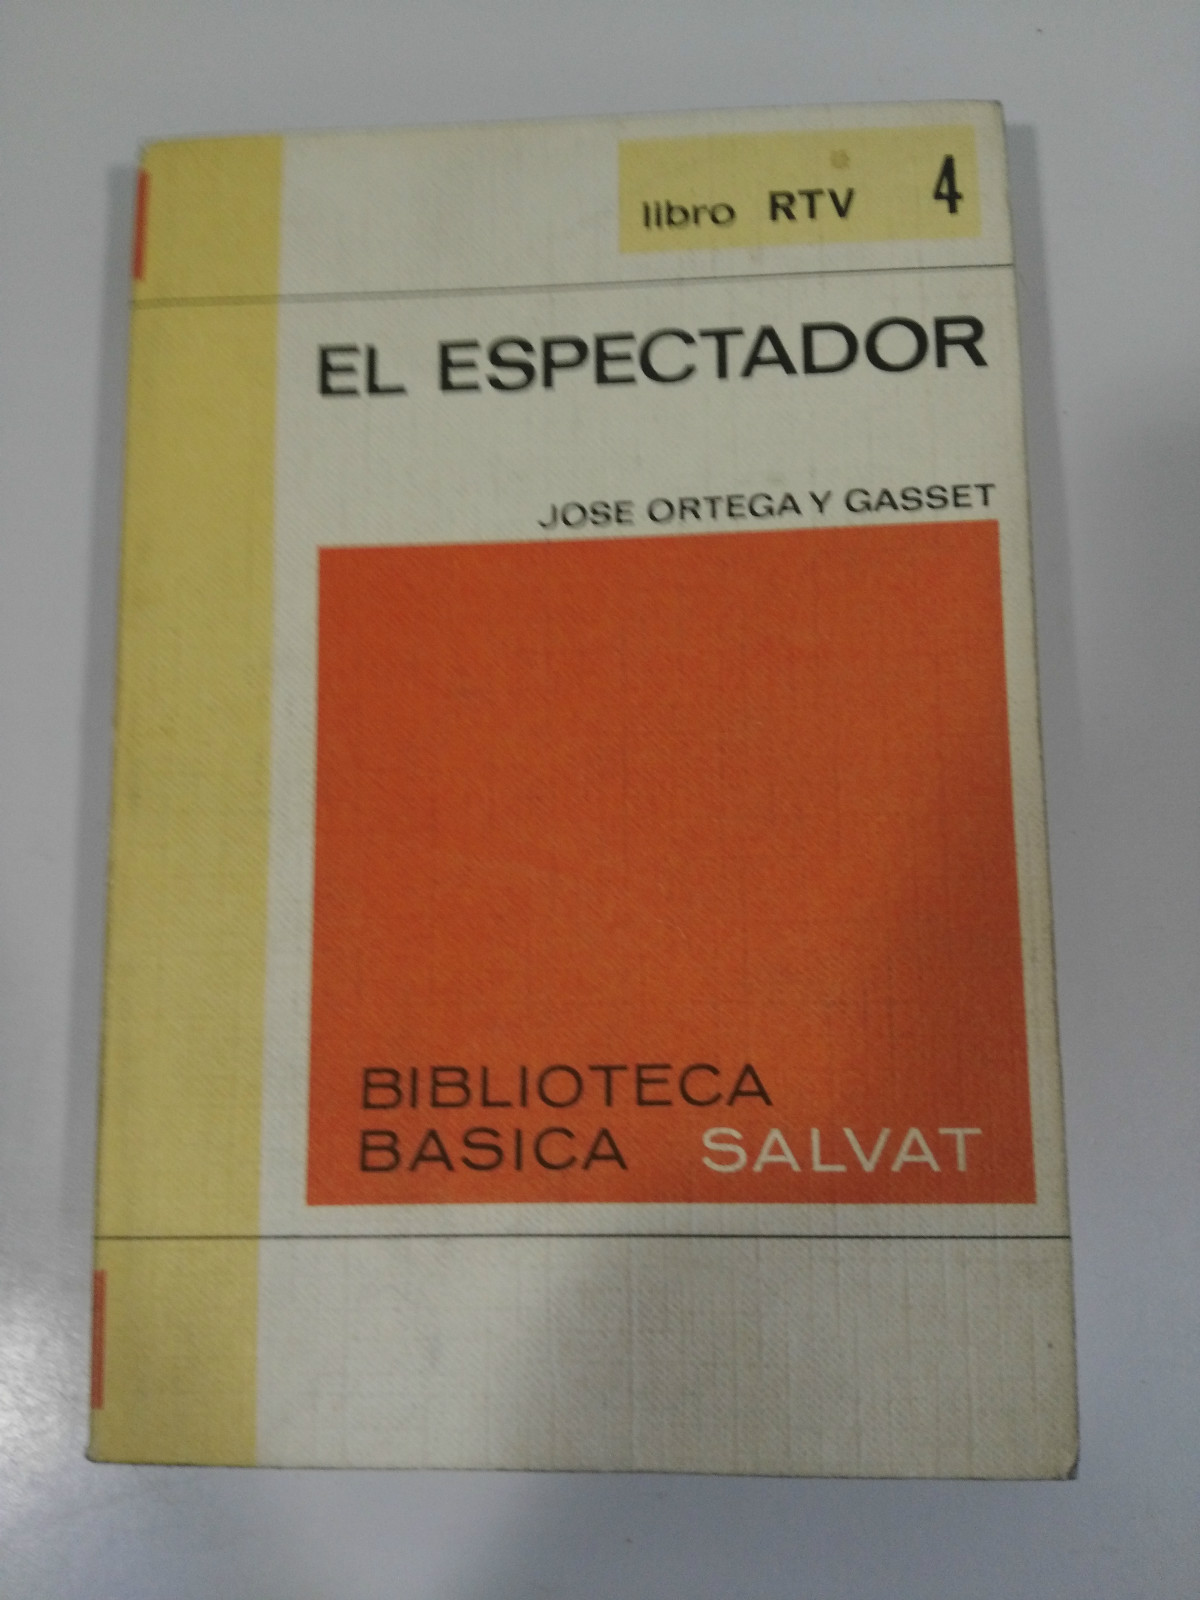 libro RTV 4
EL ESPECTADOR
JOSE ORTEGA Y GASSET
BIBLIOTECA
BASICA SALVAT